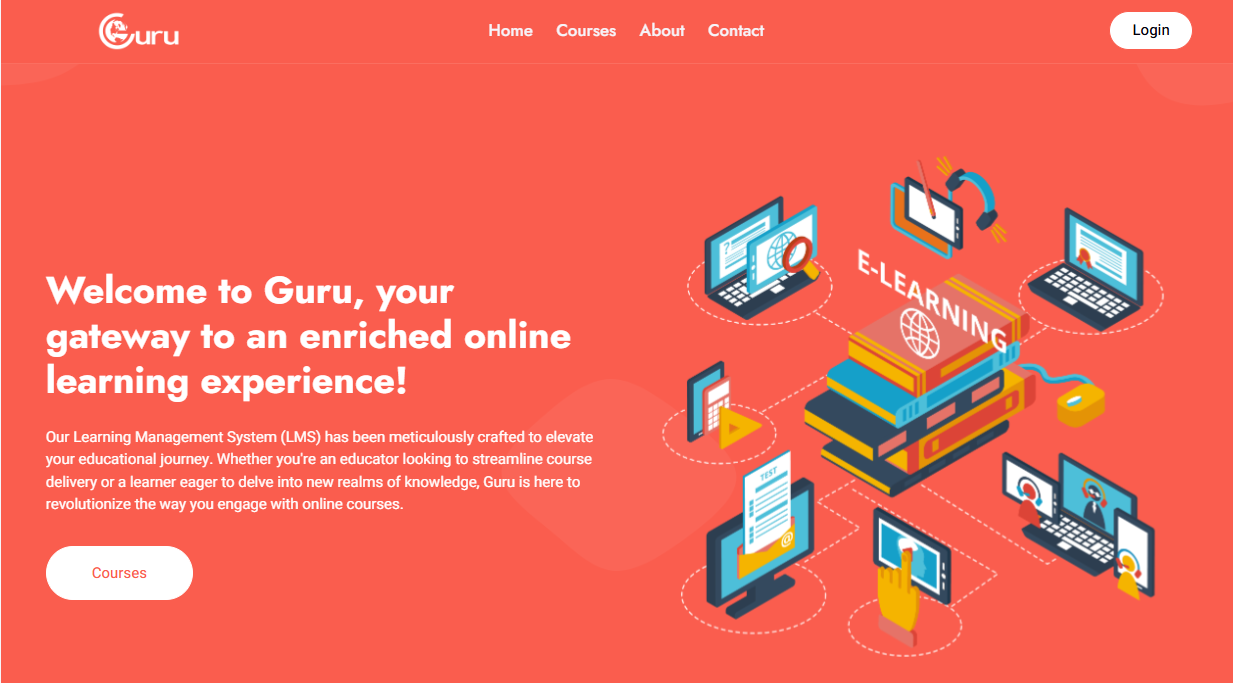 Guru
Home Courses About Contact
Login
E-LEARNING
Welcome to Guru, your
gateway to an enriched online
learning experience!
Our Learning Management System (LMS) has been meticulously crafted to elevate
your educational journey. Whether you're an educator looking to streamline course
delivery or a learner eager to delve into new realms of knowledge, Guru is here to
revolutionize the way you engage with online courses.
TEST
@
Courses
?